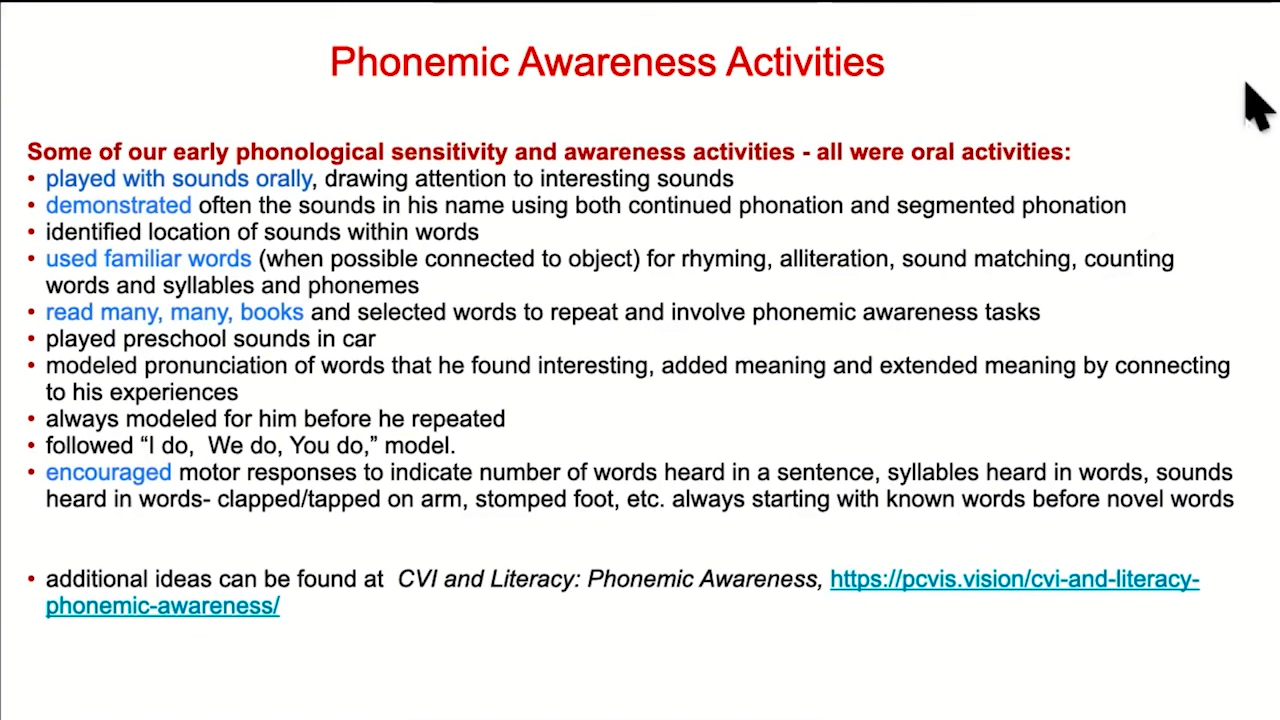 Phonemic Awareness Activities
Some of our early phonological sensitivity and awareness activities - all were oral activities:
• played with sounds orally, drawing attention to interesting sounds
• demonstrated often the sounds in his name using both continued phonation and segmented phonation
• identified location of sounds within words
• used familiar words (when possible connected to object) for rhyming, alliteration, sound matching, counting
words and syllables and phonemes
• read many, many, books and selected words to repeat and involve phonemic awareness tasks
• played preschool sounds in car
• modeled pronunciation of words that he found interesting, added meaning and extended meaning by connecting
to his experiences
• always modeled for him before he repeated
• followed “I do,  We do, You do,” model.
• encouraged motor responses to indicate number of words heard in a sentence, syllables heard in words, sounds
heard in words- clapped/tapped on arm, stomped foot, etc. always starting with known words before novel words
• additional ideas can be found at  CVI and Literacy: Phonemic Awareness, https://pcvis.vision/cvi-and-literacy-
phonemic-awareness/